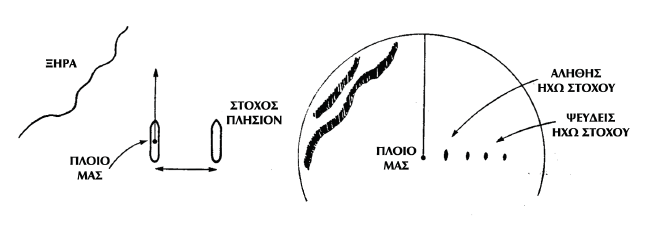 ΞΗΡΑ
ΣΤΟΧΟΣ
ΠΛΗΣΙΟΝ
ΠΛΟΙΟ
ΜΑΣ
ΑΛΗΘΗΣ
ΗΧΩ ΣΤΟΧΟΥ
ΨΕΥΔΕΙΣ
ΗΧΩ ΣΤΟΧΟΥ
ΠΛΟΙΟ
ΜΑΣ